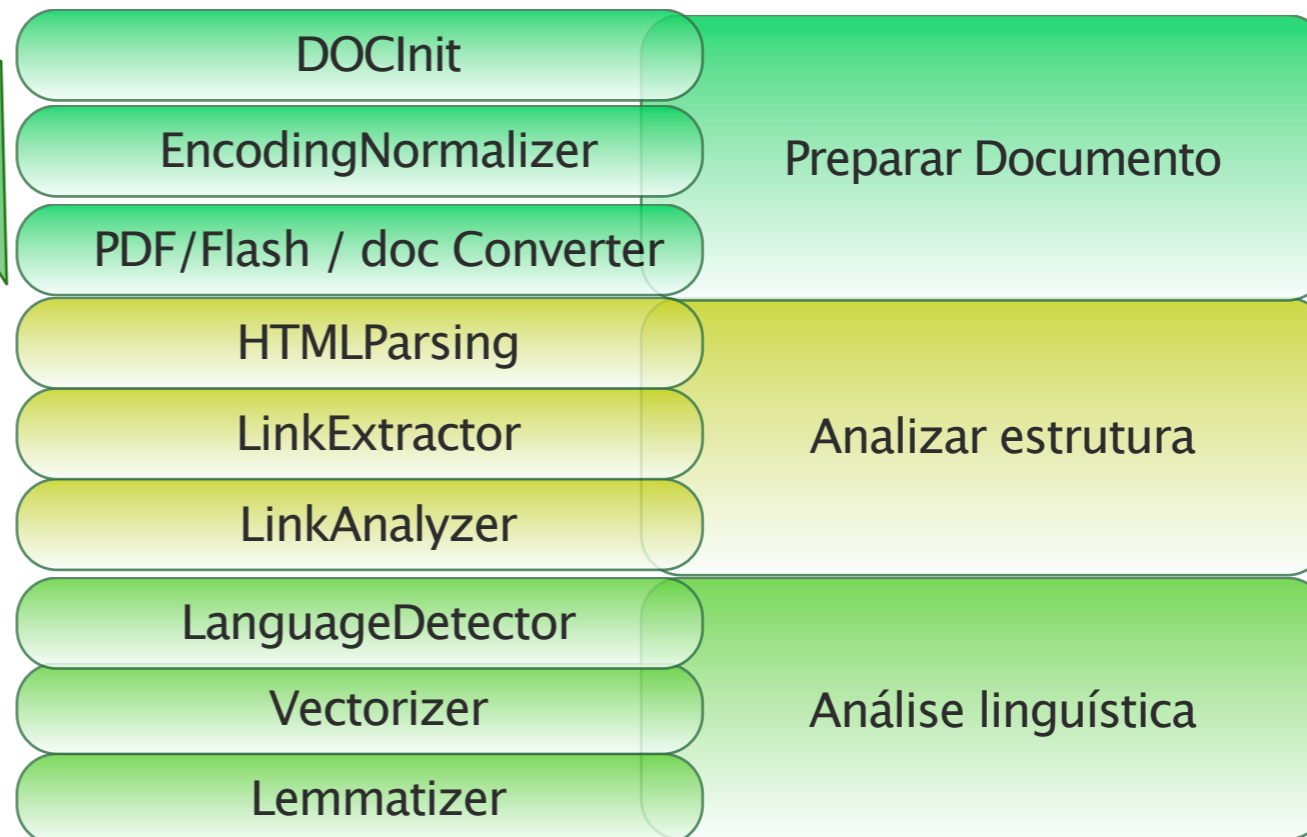 DOCInit
EncodingNormalizer
PDF/Flash / doc Converter
Preparar Documento
HTMLParsing
LinkExtractor
LinkAnalyzer
Analizar estrutura
LanguageDetector
Vectorizer
Lemmatizer
Análise linguística